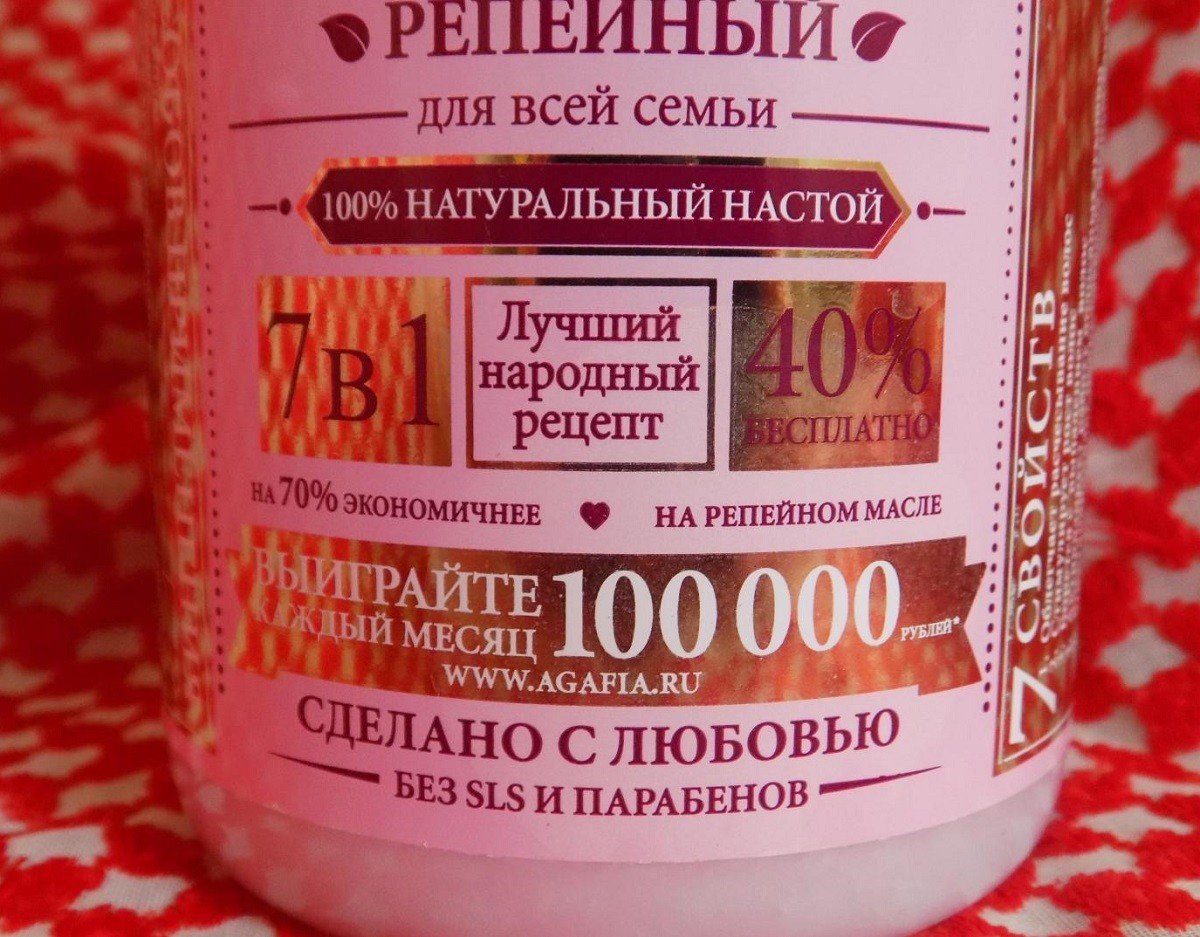 РЕПЕЙНЫЙ
ДЛЯ ВСЕЙ СЕМЬИ
100% НАТУРАЛЬНЫЙ НАСТОЙ
7 в 1
Лучший
народный
рецепт
40%
БЕСПЛАТНО
НА 70% ЭКОНОМИЧНЕЕ
НА РЕПЕЙНОМ МАСЛЕ
ВЫИГРАЙТЕ
КАЖДЫЙ МЕСЯЦ
100 000
РУБЛЕЙ*
WWW.AGAFIA.RU
СДЕЛАНО С ЛЮБОВЬЮ
БЕЗ SLS И ПАРАБЕНОВ
7 СВОЙСТВ